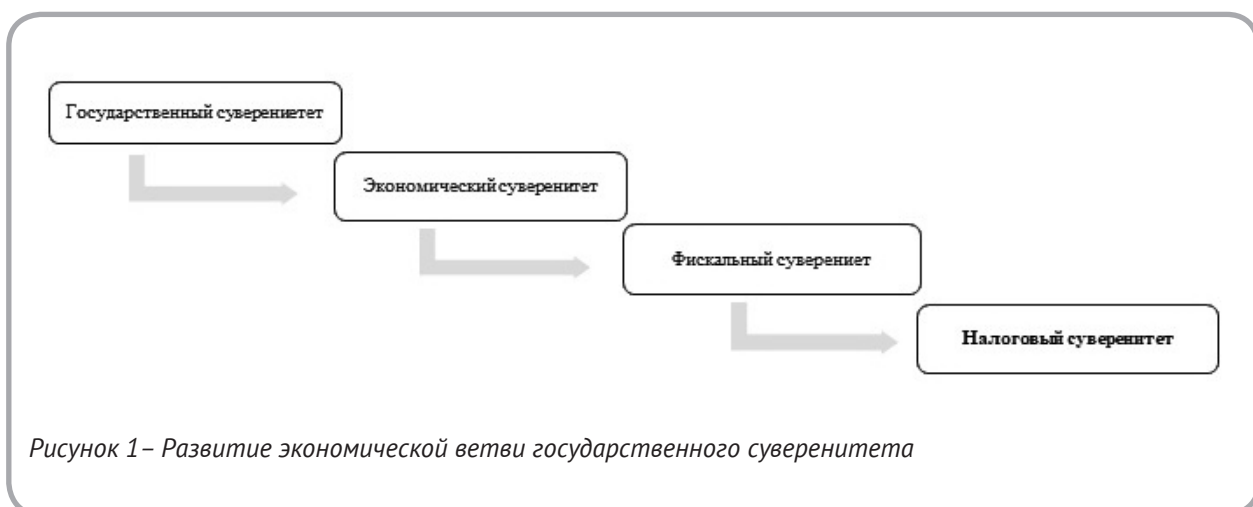 Государственный суверениетет
Экономический суверенитет
Фискальный суверениет
Налоговый суверенитет
Рисунок 1– Развитие экономической ветви государственного суверенитета